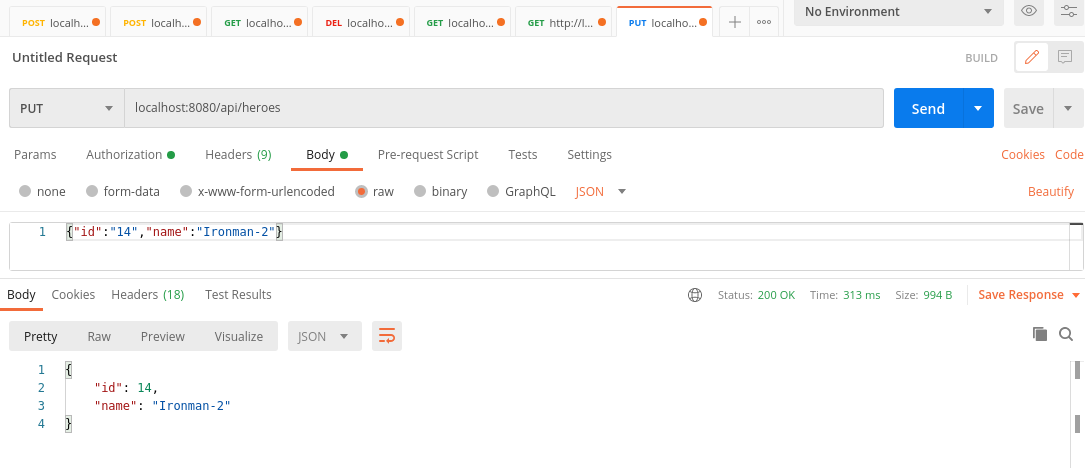 POST localh... POST localh... GET localho... DEL localho... GET localho... GET http://l... PUT localho... + ooo No Environment
Untitled Request BUILD
PUT localhost:8080/api/heroes Send Save
Params Authorization Headers (9) Body Pre-request Script Tests Settings Cookies Code
none form-data x-www-form-urlencoded raw binary GraphQL JSON Beautify
1 {"id":"14","name":"Ironman-2"}
Body Cookies Headers (18) Test Results Status: 200 OK Time: 313 ms Size: 994 B Save Response
Pretty Raw Preview Visualize JSON
1 {
2 "id": 14,
3 "name": "Ironman-2"
4 }